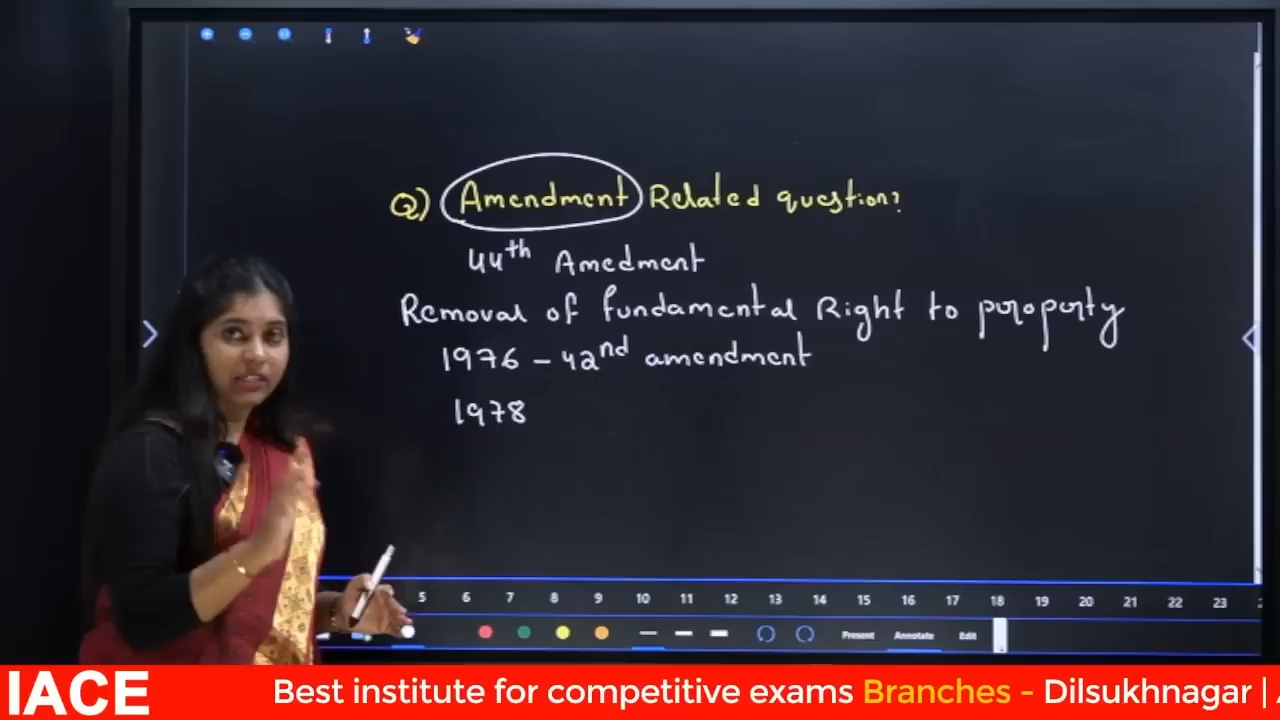 Q) Amendment Related question?
44th Amedment
Removal of fundamental Right to property
1976 - 42nd amendment
1978
5 6 7 8 9 10 11 12 13 14 15 16 17 18 19 20 21 22 23
Present Annotate Edit
IACE Best institute for competitive exams Branches - Dilsukhnagar |